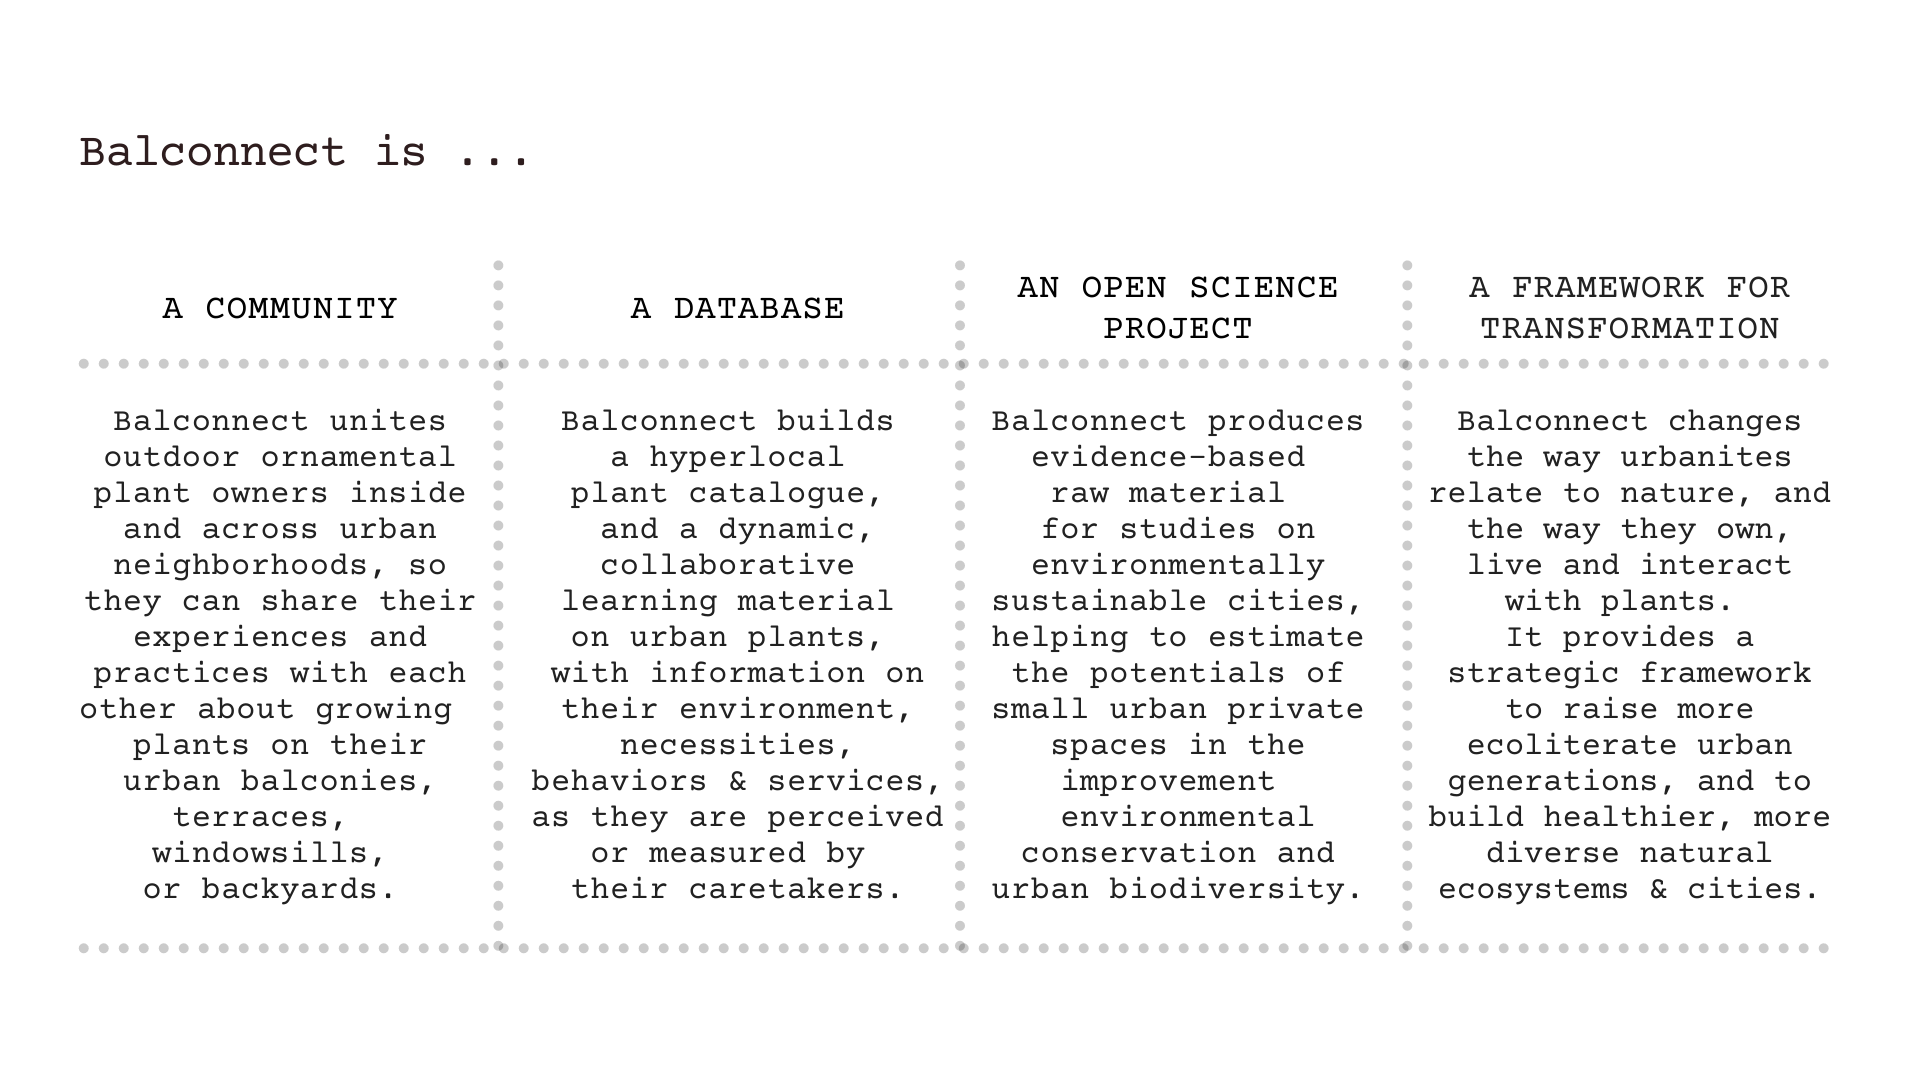 Balconnect is ...
A COMMUNITY
Balconnect unites
outdoor ornamental
plant owners inside
and across urban
neighborhoods, so
they can share their
experiences and
practices with each
other about growing
plants on their
urban balconies,
terraces,
windowsills,
or backyards.
A DATABASE
Balconnect builds
a hyperlocal
plant catalogue,
and a dynamic,
collaborative
learning material
on urban plants,
with information on
their environment,
necessities,
behaviors & services,
as they are perceived
or measured by
their caretakers.
AN OPEN SCIENCE
PROJECT
Balconnect produces
evidence-based
raw material
for studies on
environmentally
sustainable cities,
helping to estimate
the potentials of
small urban private
spaces in the
improvement
environmental
conservation and
urban biodiversity.
A FRAMEWORK FOR
TRANSFORMATION
Balconnect changes
the way urbanites
relate to nature, and
the way they own,
live and interact
with plants.
It provides a
strategic framework
to raise more
ecoliterate urban
generations, and to
build healthier, more
diverse natural
ecosystems & cities.